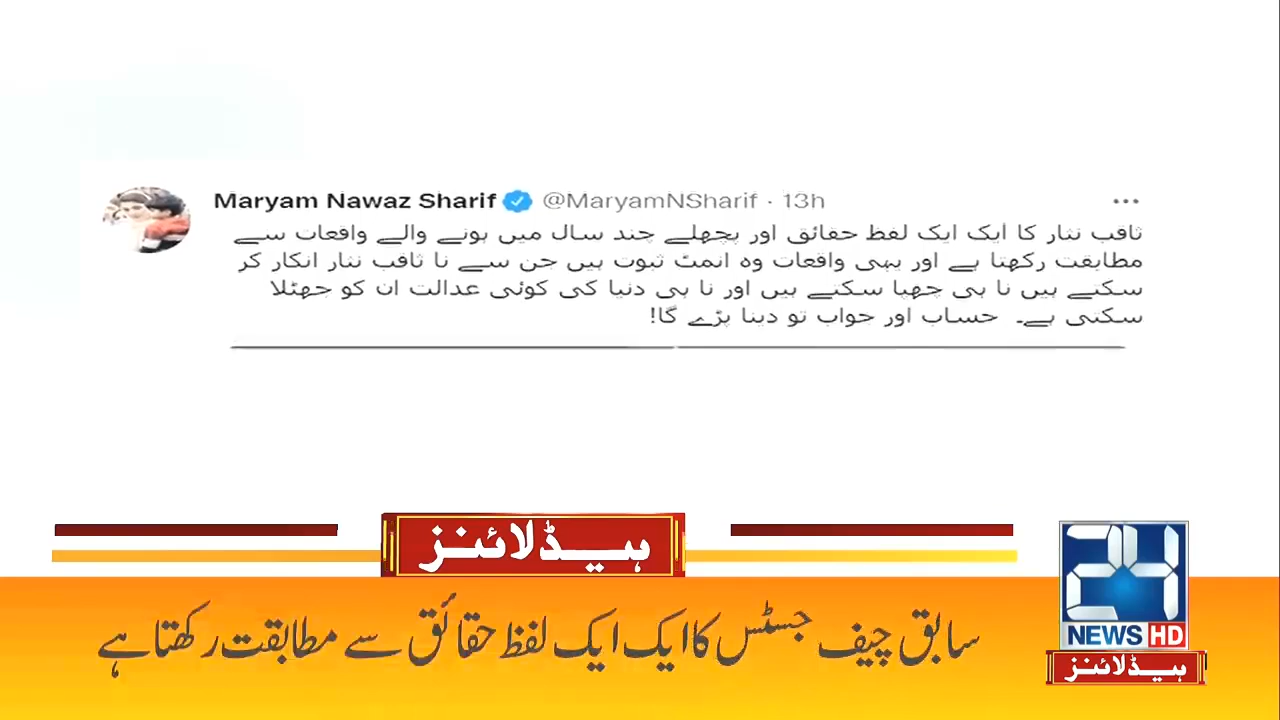 Maryam Nawaz Sharif @MaryamNSharif · 13h
ثاقب نثار کا ایک ایک لفظ حقائق اور پچھلے چند سال میں ہونے والے واقعات سے
مطابقت رکھتا ہے اور یہی واقعات وہ انمٹ ثبوت ہیں جن سے نا ثاقب نثار انکار کر
سکتے ہیں نا ہی چھپا سکتے ہیں اور نا ہی دنیا کی کوئی عدالت ان کو جھٹلا
سکتی ہے۔ حساب اور جواب تو دینا پڑے گا!
ہیڈلائنز
سابق چیف جسٹس کا ایک ایک لفظ حقائق سے مطابقت رکھتا ہے
24
NEWS HD
ہیڈلائنز